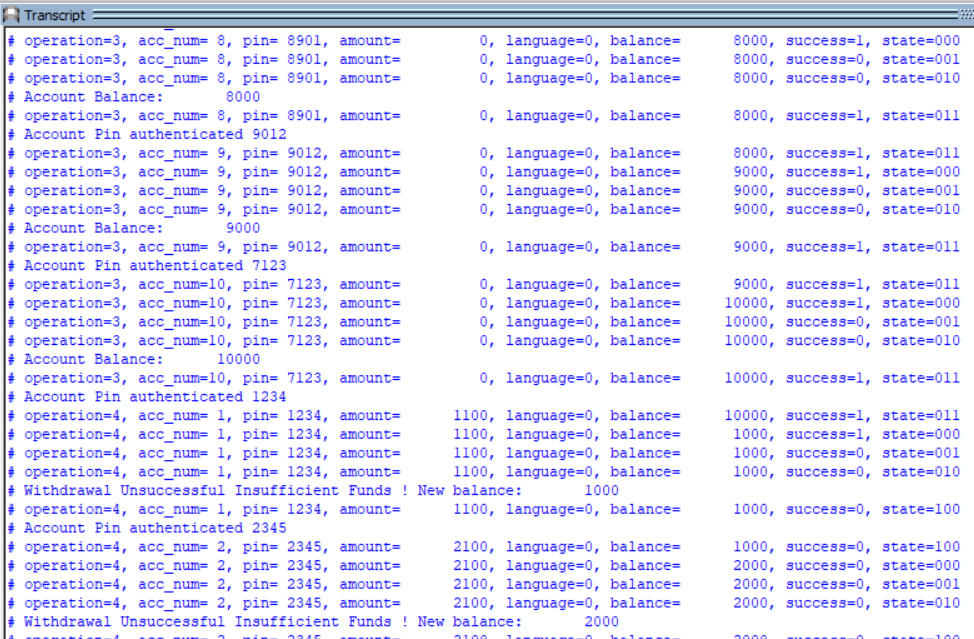 Transcript
# operation=3, acc_num= 8, pin= 8901, amount=         0, language=0, balance=      8000, success=1, state=000
# operation=3, acc_num= 8, pin= 8901, amount=         0, language=0, balance=      8000, success=0, state=001
# operation=3, acc_num= 8, pin= 8901, amount=         0, language=0, balance=      8000, success=0, state=010
# Account Balance:       8000
# operation=3, acc_num= 8, pin= 8901, amount=         0, language=0, balance=      8000, success=1, state=011
# Account Pin authenticated 9012
# operation=3, acc_num= 9, pin= 9012, amount=         0, language=0, balance=      8000, success=1, state=011
# operation=3, acc_num= 9, pin= 9012, amount=         0, language=0, balance=      9000, success=1, state=000
# operation=3, acc_num= 9, pin= 9012, amount=         0, language=0, balance=      9000, success=0, state=001
# operation=3, acc_num= 9, pin= 9012, amount=         0, language=0, balance=      9000, success=0, state=010
# Account Balance:       9000
# operation=3, acc_num= 9, pin= 9012, amount=         0, language=0, balance=      9000, success=1, state=011
# Account Pin authenticated 7123
# operation=3, acc_num=10, pin= 7123, amount=         0, language=0, balance=      9000, success=1, state=011
# operation=3, acc_num=10, pin= 7123, amount=         0, language=0, balance=     10000, success=1, state=000
# operation=3, acc_num=10, pin= 7123, amount=         0, language=0, balance=     10000, success=0, state=001
# operation=3, acc_num=10, pin= 7123, amount=         0, language=0, balance=     10000, success=0, state=010
# Account Balance:      10000
# operation=3, acc_num=10, pin= 7123, amount=         0, language=0, balance=     10000, success=1, state=011
# Account Pin authenticated 1234
# operation=4, acc_num= 1, pin= 1234, amount=      1100, language=0, balance=     10000, success=1, state=011
# operation=4, acc_num= 1, pin= 1234, amount=      1100, language=0, balance=      1000, success=1, state=000
# operation=4, acc_num= 1, pin= 1234, amount=      1100, language=0, balance=      1000, success=0, state=001
# operation=4, acc_num= 1, pin= 1234, amount=      1100, language=0, balance=      1000, success=0, state=010
# Withdrawal Unsuccessful Insufficient Funds ! New balance:       1000
# operation=4, acc_num= 1, pin= 1234, amount=      1100, language=0, balance=      1000, success=0, state=100
# Account Pin authenticated 2345
# operation=4, acc_num= 2, pin= 2345, amount=      2100, language=0, balance=      1000, success=0, state=100
# operation=4, acc_num= 2, pin= 2345, amount=      2100, language=0, balance=      2000, success=0, state=000
# operation=4, acc_num= 2, pin= 2345, amount=      2100, language=0, balance=      2000, success=0, state=001
# operation=4, acc_num= 2, pin= 2345, amount=      2100, language=0, balance=      2000, success=0, state=010
# Withdrawal Unsuccessful Insufficient Funds ! New balance:       2000